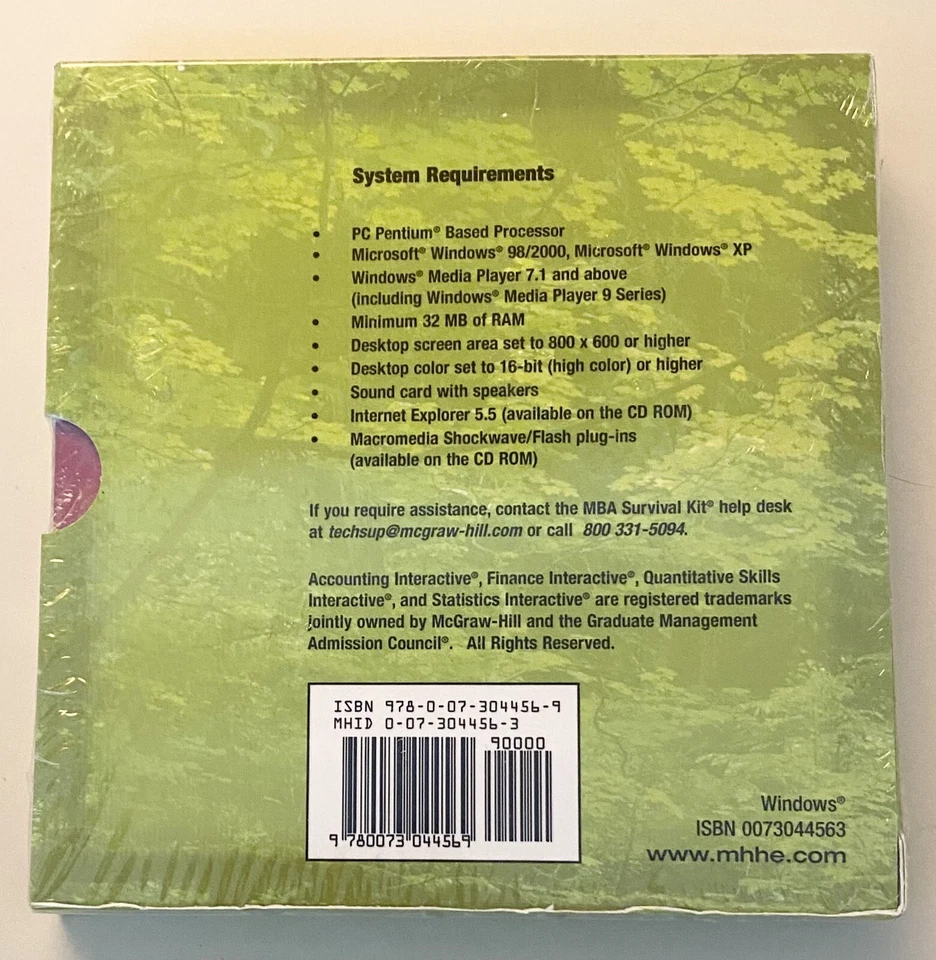 System Requirements
• PC Pentium® Based Processor
• Microsoft® Windows® 98/2000, Microsoft® Windows® XP
• Windows® Media Player 7.1 and above
(including Windows® Media Player 9 Series)
• Minimum 32 MB of RAM
• Desktop screen area set to 800 x 600 or higher
• Desktop color set to 16-bit (high color) or higher
• Sound card with speakers
• Internet Explorer 5.5 (available on the CD ROM)
• Macromedia Shockwave/Flash plug-ins
(available on the CD ROM)
If you require assistance, contact the MBA Survival Kit® help desk
at techsup@mcgraw-hill.com or call 800 331-5094.
Accounting Interactive®, Finance Interactive®, Quantitative Skills
Interactive®, and Statistics Interactive® are registered trademarks
jointly owned by McGraw-Hill and the Graduate Management
Admission Council®. All Rights Reserved.
ISBN 978-0-07-304456-9
MHID 0-07-304456-3
90000
9 780073 044569
Windows®
ISBN 0073044563
www.mhhe.com